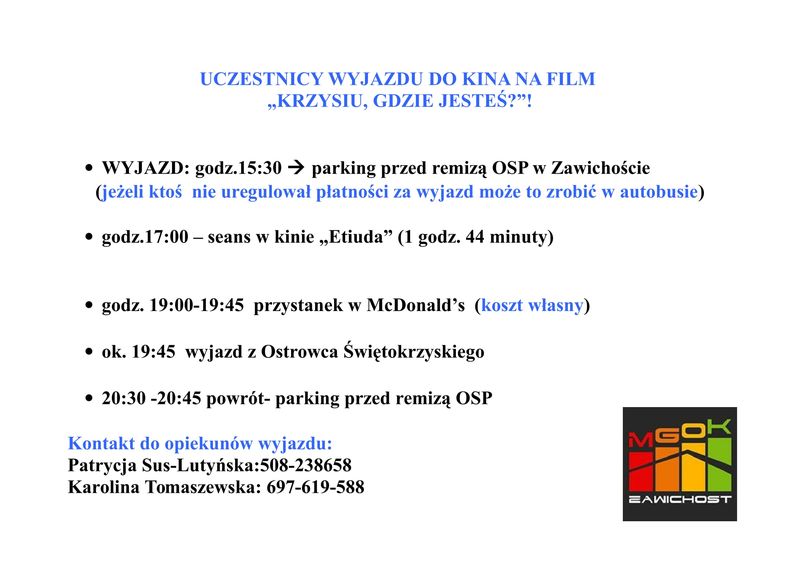 UCZESTNICY WYJAZDU DO KINA NA FILM
„KRZYSIU, GDZIE JESTEŚ?”!
• WYJAZD: godz.15:30 → parking przed remizą OSP w Zawichoście
(jeżeli ktoś nie uregulował płatności za wyjazd może to zrobić w autobusie)
• godz.17:00 – seans w kinie „Etiuda” (1 godz. 44 minuty)
• godz. 19:00-19:45 przystanek w McDonald’s (koszt własny)
• ok. 19:45 wyjazd z Ostrowca Świętokrzyskiego
• 20:30 -20:45 powrót- parking przed remizą OSP
Kontakt do opiekunów wyjazdu:
Patrycja Sus-Lutyńska:508-238658
Karolina Tomaszewska: 697-619-588
MGOK
ZAWICHOST